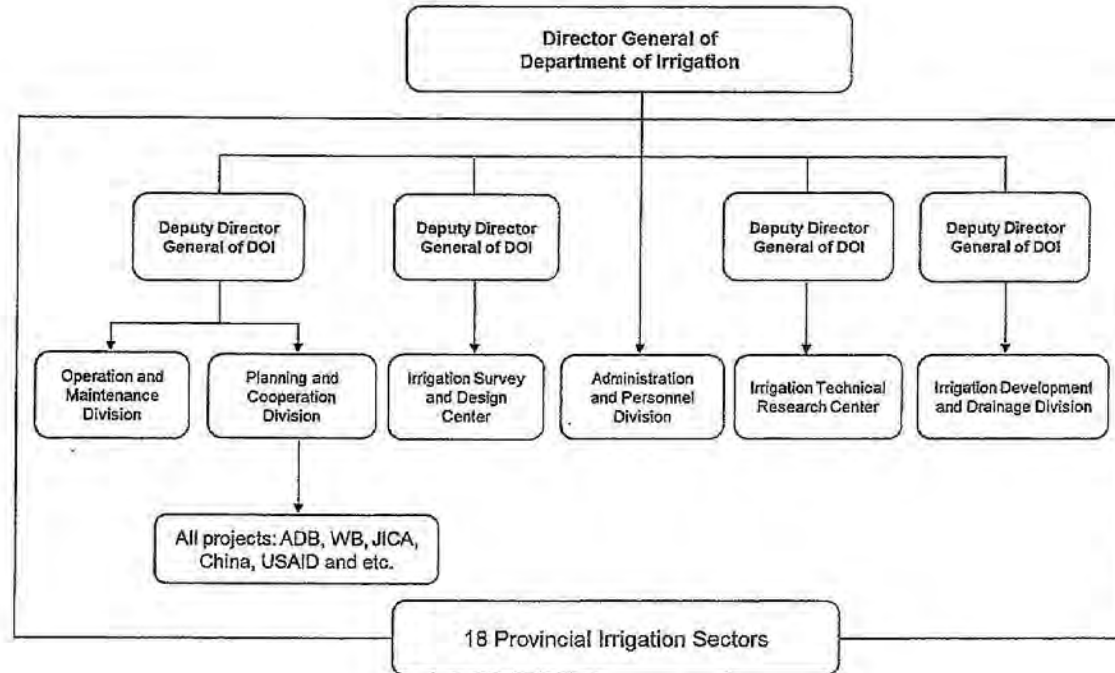 Director General of
Department of Irrigation
Deputy Director
General of DOI
Deputy Director
General of DOI
Deputy Director
General of DOI
Deputy Director
General of DOI
Operation and
Maintenance
Division
Planning and
Cooperation
Division
Irrigation Survey
and Design
Center
Administration
and Personnel
Division
Irrigation Technical
Research Center
Irrigation Development
and Drainage Division
All projects: ADB, WB, JICA,
China, USAID and etc.
18 Provincial Irrigation Sectors